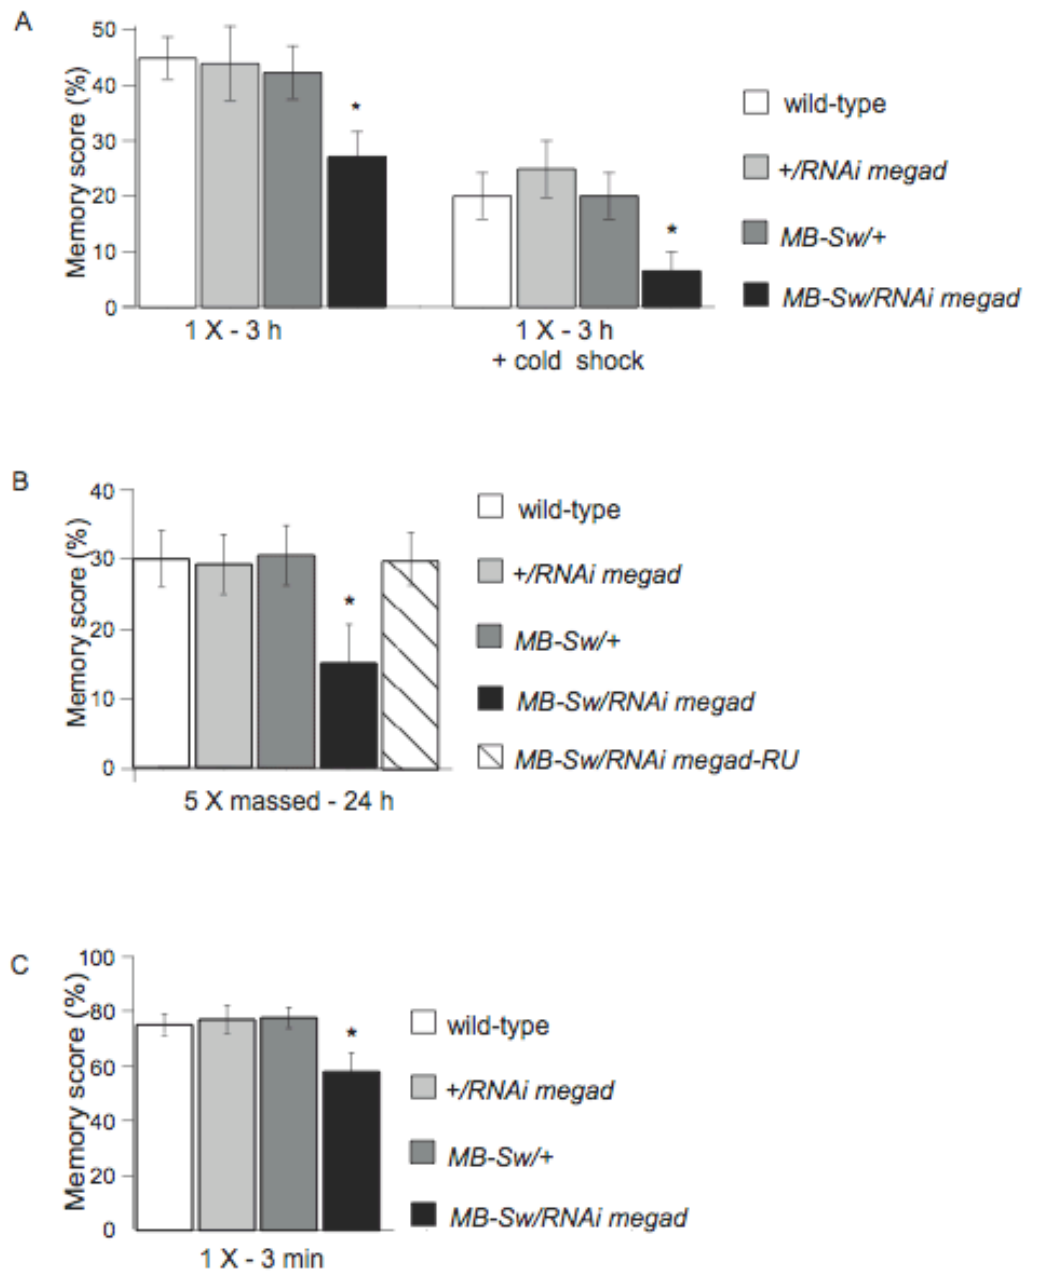 A
Memory score (%)
50
40
30
20
10
0
*
*
1 X - 3 h
1 X - 3 h
+ cold shock
wild-type
+/RNAi megad
MB-Sw/+
MB-Sw/RNAi megad
B
Memory score (%)
40
30
20
10
0
*
5 X massed - 24 h
wild-type
+/RNAi megad
MB-Sw/+
MB-Sw/RNAi megad
MB-Sw/RNAi megad-RU
C
Memory score (%)
100
80
60
40
20
0
*
1 X - 3 min
wild-type
+/RNAi megad
MB-Sw/+
MB-Sw/RNAi megad